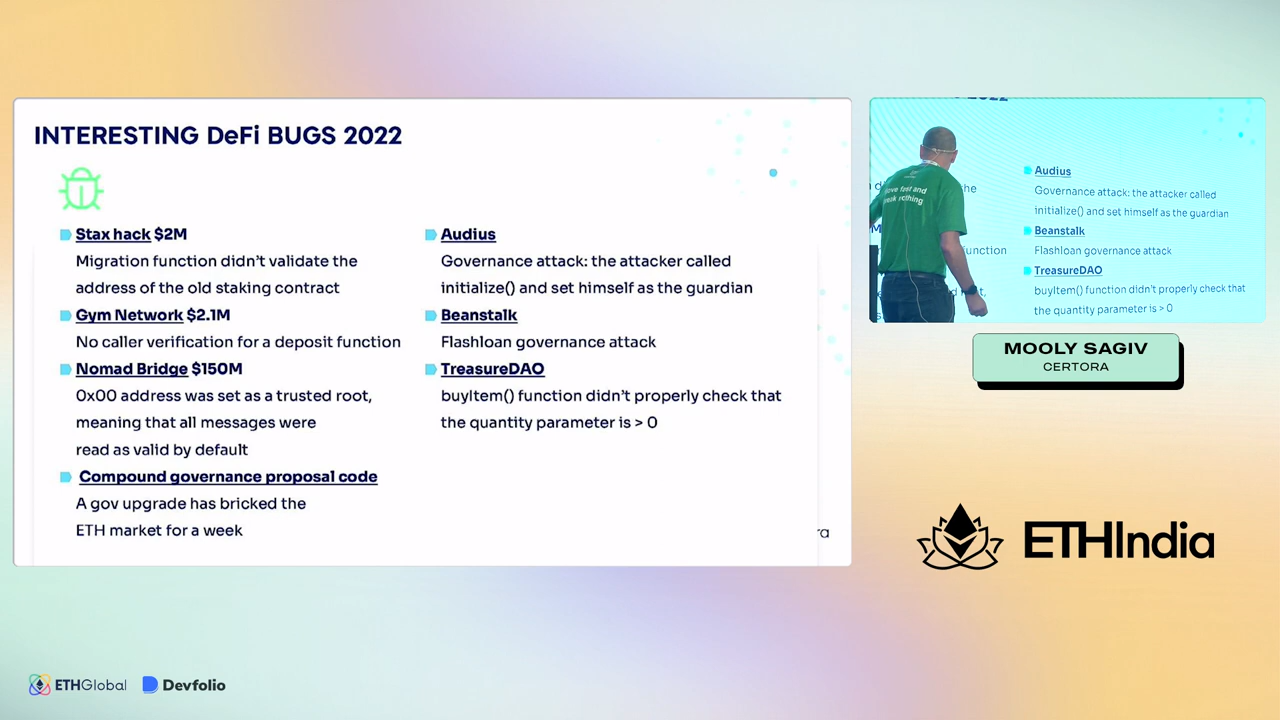 INTERESTING DeFi BUGS 2022
Stax hack $2M
Migration function didn't validate the
address of the old staking contract
Gym Network $2.1M
No caller verification for a deposit function
Nomad Bridge $150M
0x00 address was set as a trusted root,
meaning that all messages were
read as valid by default
Compound governance proposal code
A gov upgrade has bricked the
ETH market for a week
Audius
Governance attack: the attacker called
initialize() and set himself as the guardian
Beanstalk
Flashloan governance attack
TreasureDAO
buyItem() function didn't properly check that
the quantity parameter is > 0
ra
2022
Audius
Governance attack: the attacker called
initialize() and set himself as the guardian
Beanstalk
Flashloan governance attack
TreasureDAO
buyItem() function didn't properly check that
the quantity parameter is > 0
the
unction
MOOLY SAGIV
CERTORA
ETHIndia
ETHGlobal
Devfolio